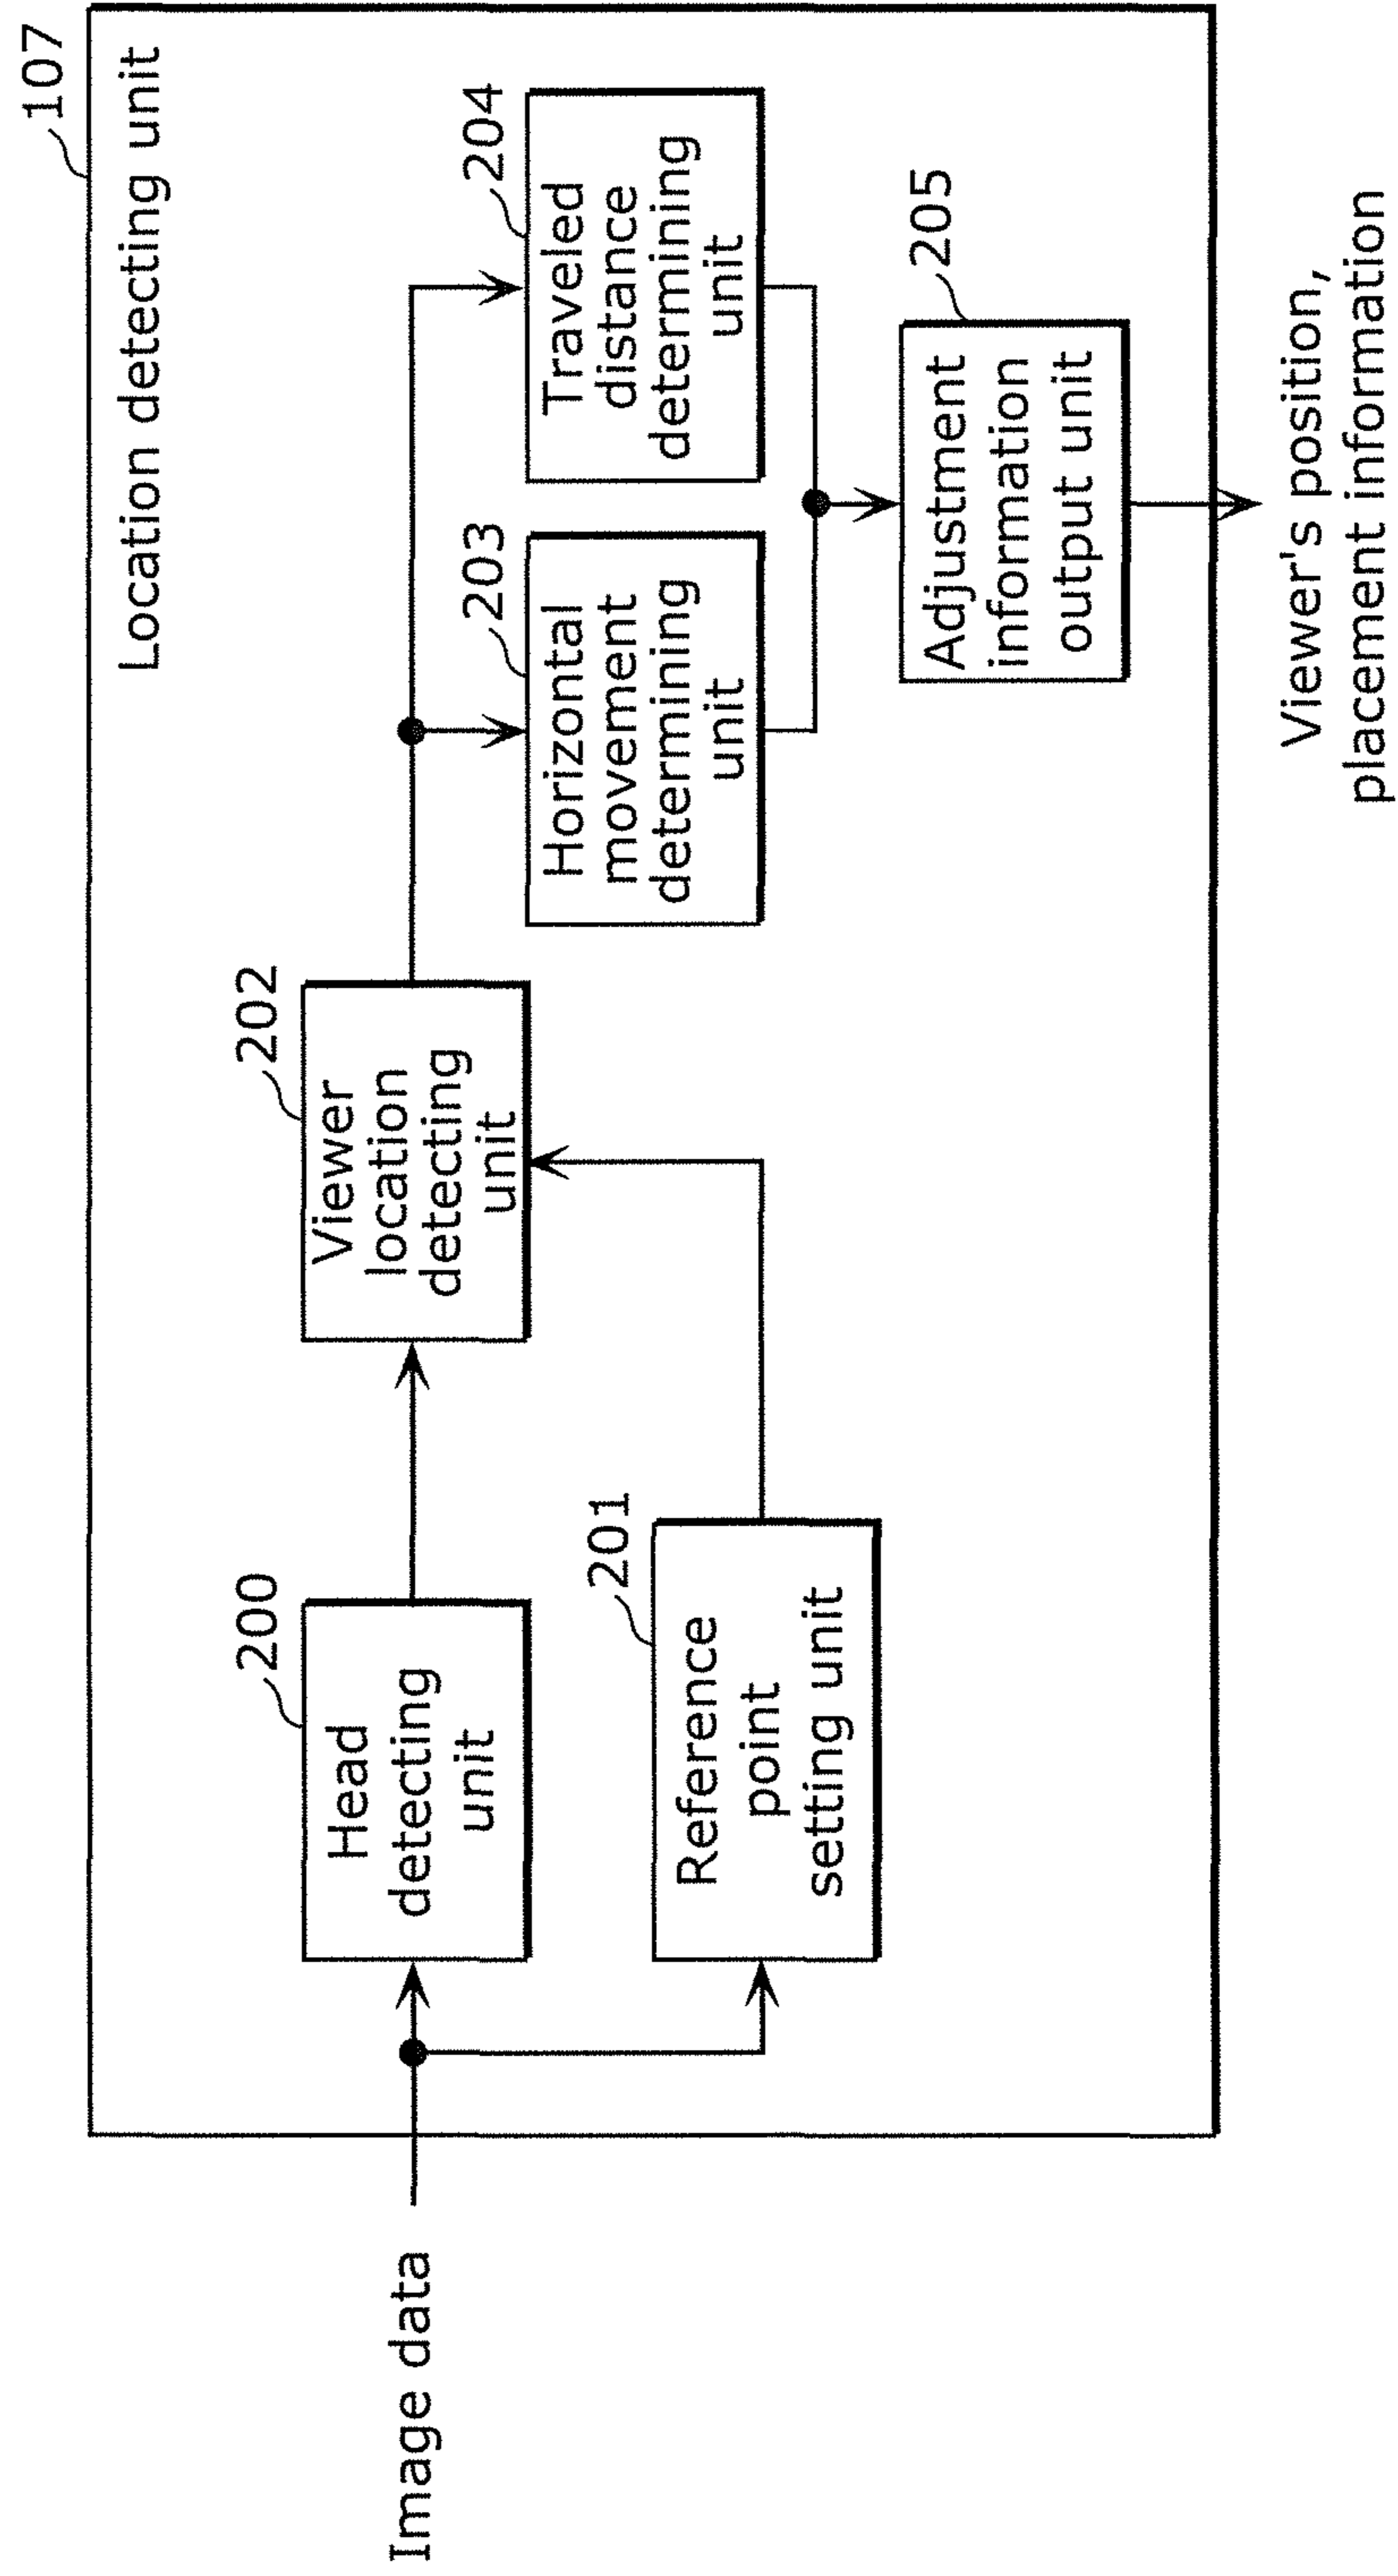 107
Location detecting unit
Image data
200
Head
detecting
unit
201
Reference
point
setting unit
202
Viewer
location
detecting
unit
203
Horizontal
movement
determining
unit
204
Traveled
distance
determining
unit
205
Adjustment
information
output unit
Viewer's position,
placement information